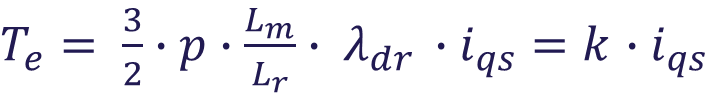 T_e = 3/2 · p · L_m/L_r · λ_dr · i_qs = k · i_qs